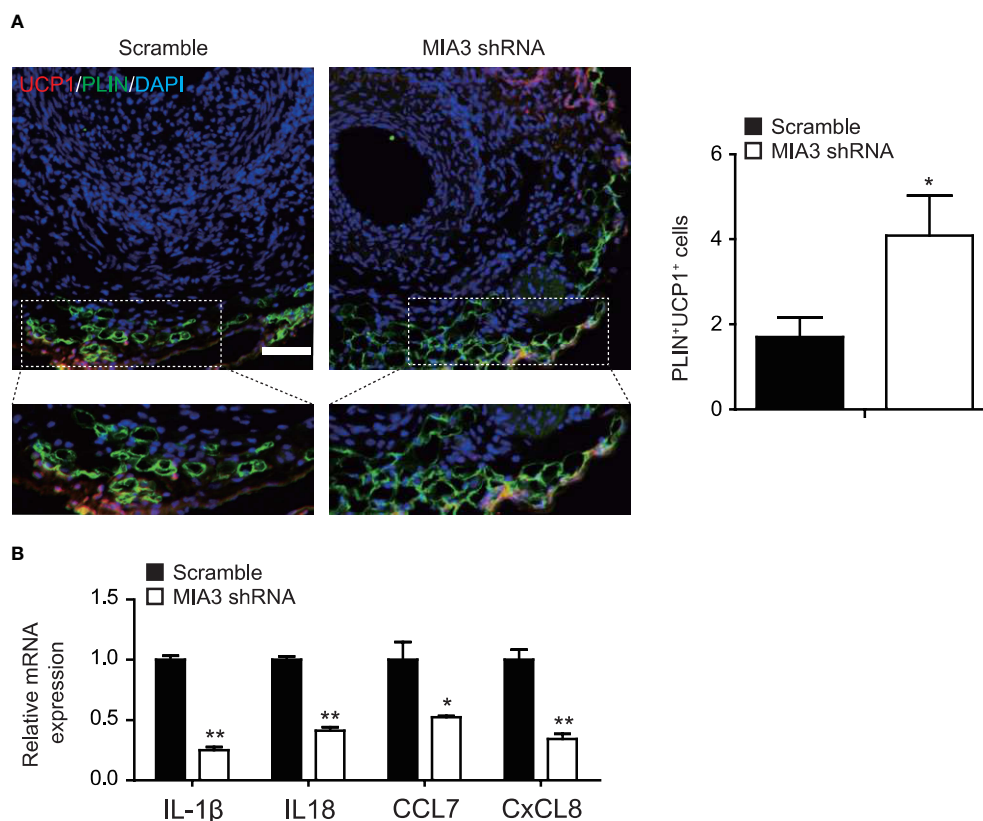 A
Scramble
MIA3 shRNA
UCP1/PLIN/DAPI
Scramble
MIA3 shRNA
6
4
2
0
*
PLIN⁺UCP1⁺ cells
B
Scramble
MIA3 shRNA
1.5
1.0
0.5
0.0
Relative mRNA
expression
**
**
*
**
IL-1β IL18 CCL7 CxCL8